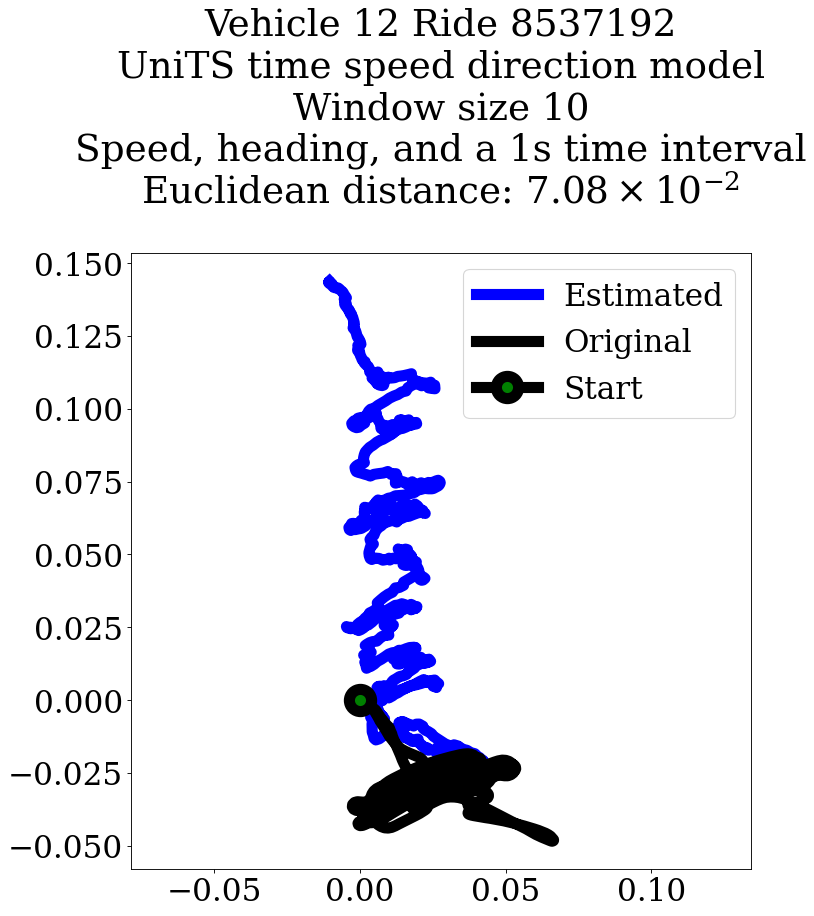 Vehicle 12 Ride 8537192
UniTS time speed direction model
Window size 10
Speed, heading, and a 1s time interval
Euclidean distance: 7.08 × 10⁻²
0.150
0.125
0.100
0.075
0.050
0.025
0.000
−0.025
−0.050
Estimated
Original
Start
−0.05
0.00
0.05
0.10